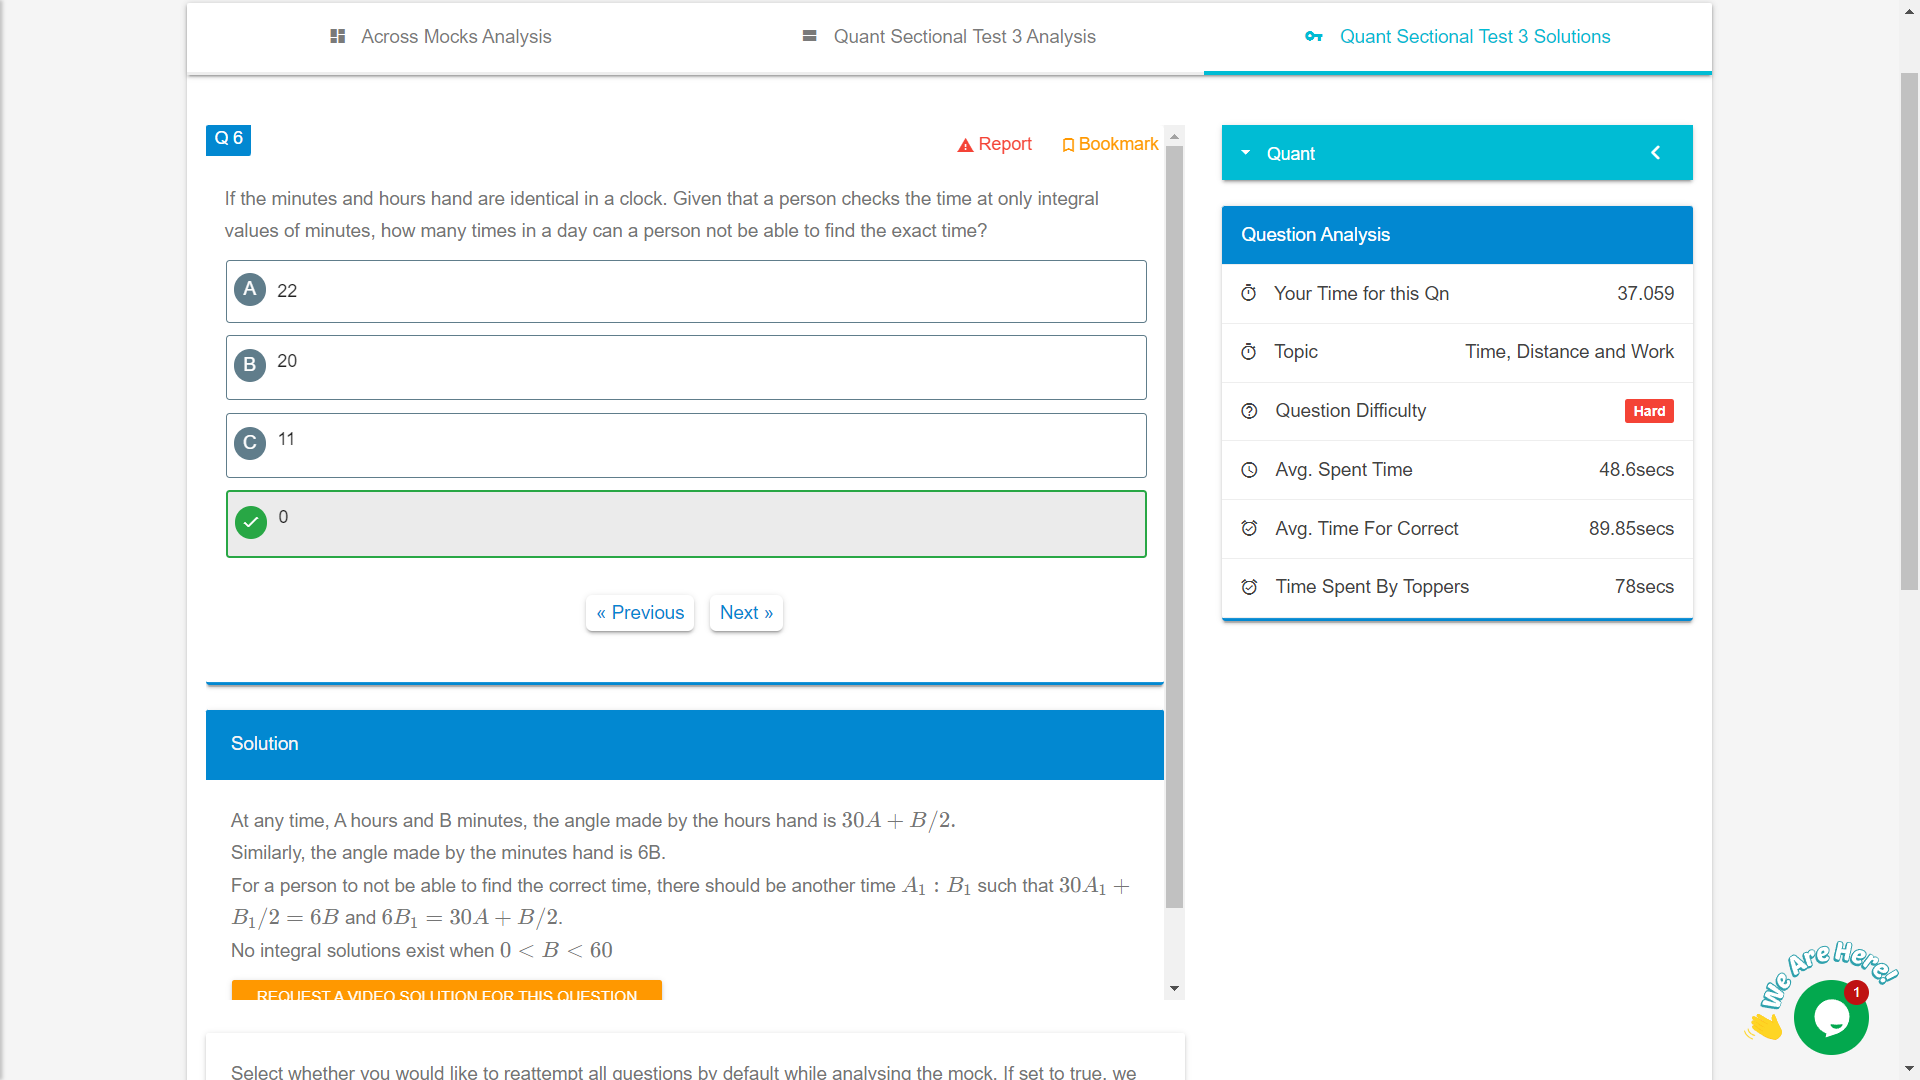 Across Mocks Analysis
Quant Sectional Test 3 Analysis
Quant Sectional Test 3 Solutions
Q 6
Report
Bookmark
If the minutes and hours hand are identical in a clock. Given that a person checks the time at only integral
values of minutes, how many times in a day can a person not be able to find the exact time?
A 22
B 20
C 11
0
« Previous
Next »
Solution
At any time, A hours and B minutes, the angle made by the hours hand is 30A + B/2.
Similarly, the angle made by the minutes hand is 6B.
For a person to not be able to find the correct time, there should be another time A₁ : B₁ such that 30A₁ +
B₁/2 = 6B and 6B₁ = 30A + B/2.
No integral solutions exist when 0 < B < 60
REQUEST A VIDEO SOLUTION FOR THIS QUESTION
Select whether you would like to reattempt all questions by default while analysing the mock. If set to true, we
Quant
Question Analysis
Your Time for this Qn 37.059
Topic Time, Distance and Work
Question Difficulty Hard
Avg. Spent Time 48.6secs
Avg. Time For Correct 89.85secs
Time Spent By Toppers 78secs
We Are Here!
1